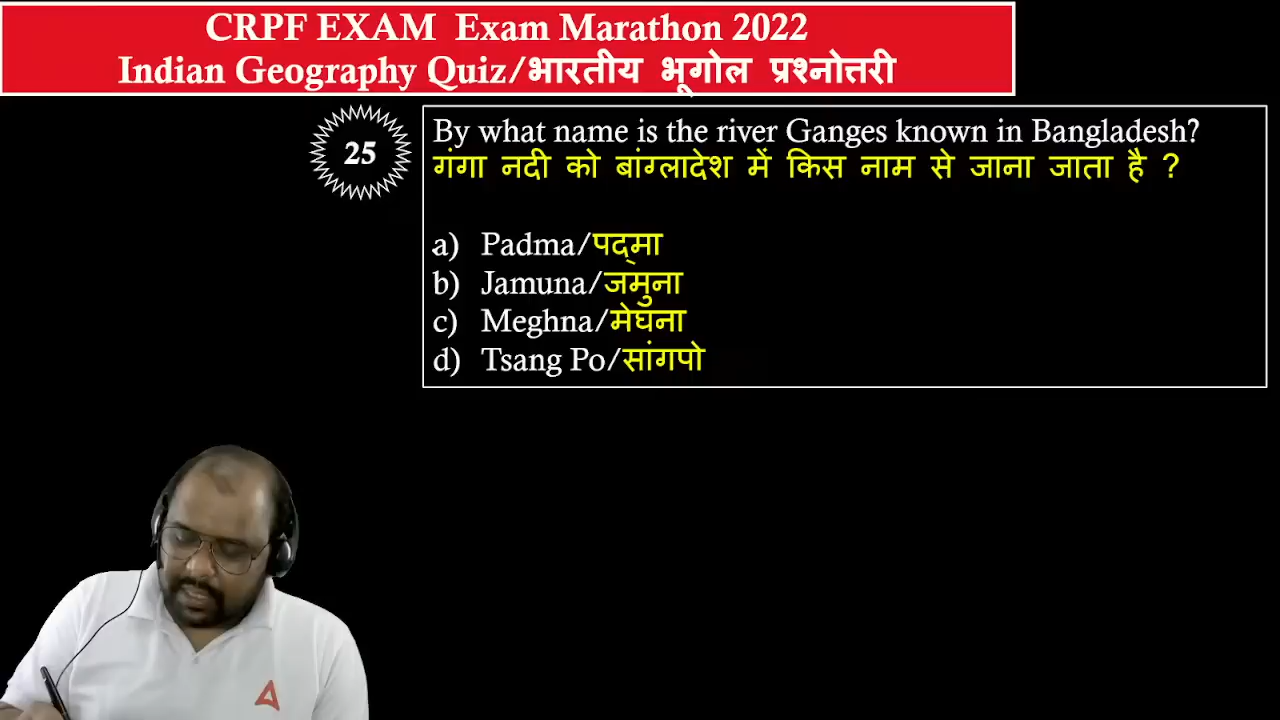 CRPF EXAM Exam Marathon 2022
Indian Geography Quiz/भारतीय भूगोल प्रश्नोत्तरी
25
By what name is the river Ganges known in Bangladesh?
गंगा नदी को बांग्लादेश में किस नाम से जाना जाता है ?
a) Padma/पद्‌मा
b) Jamuna/जमुना
c) Meghna/मेघना
d) Tsang Po/सांगपो